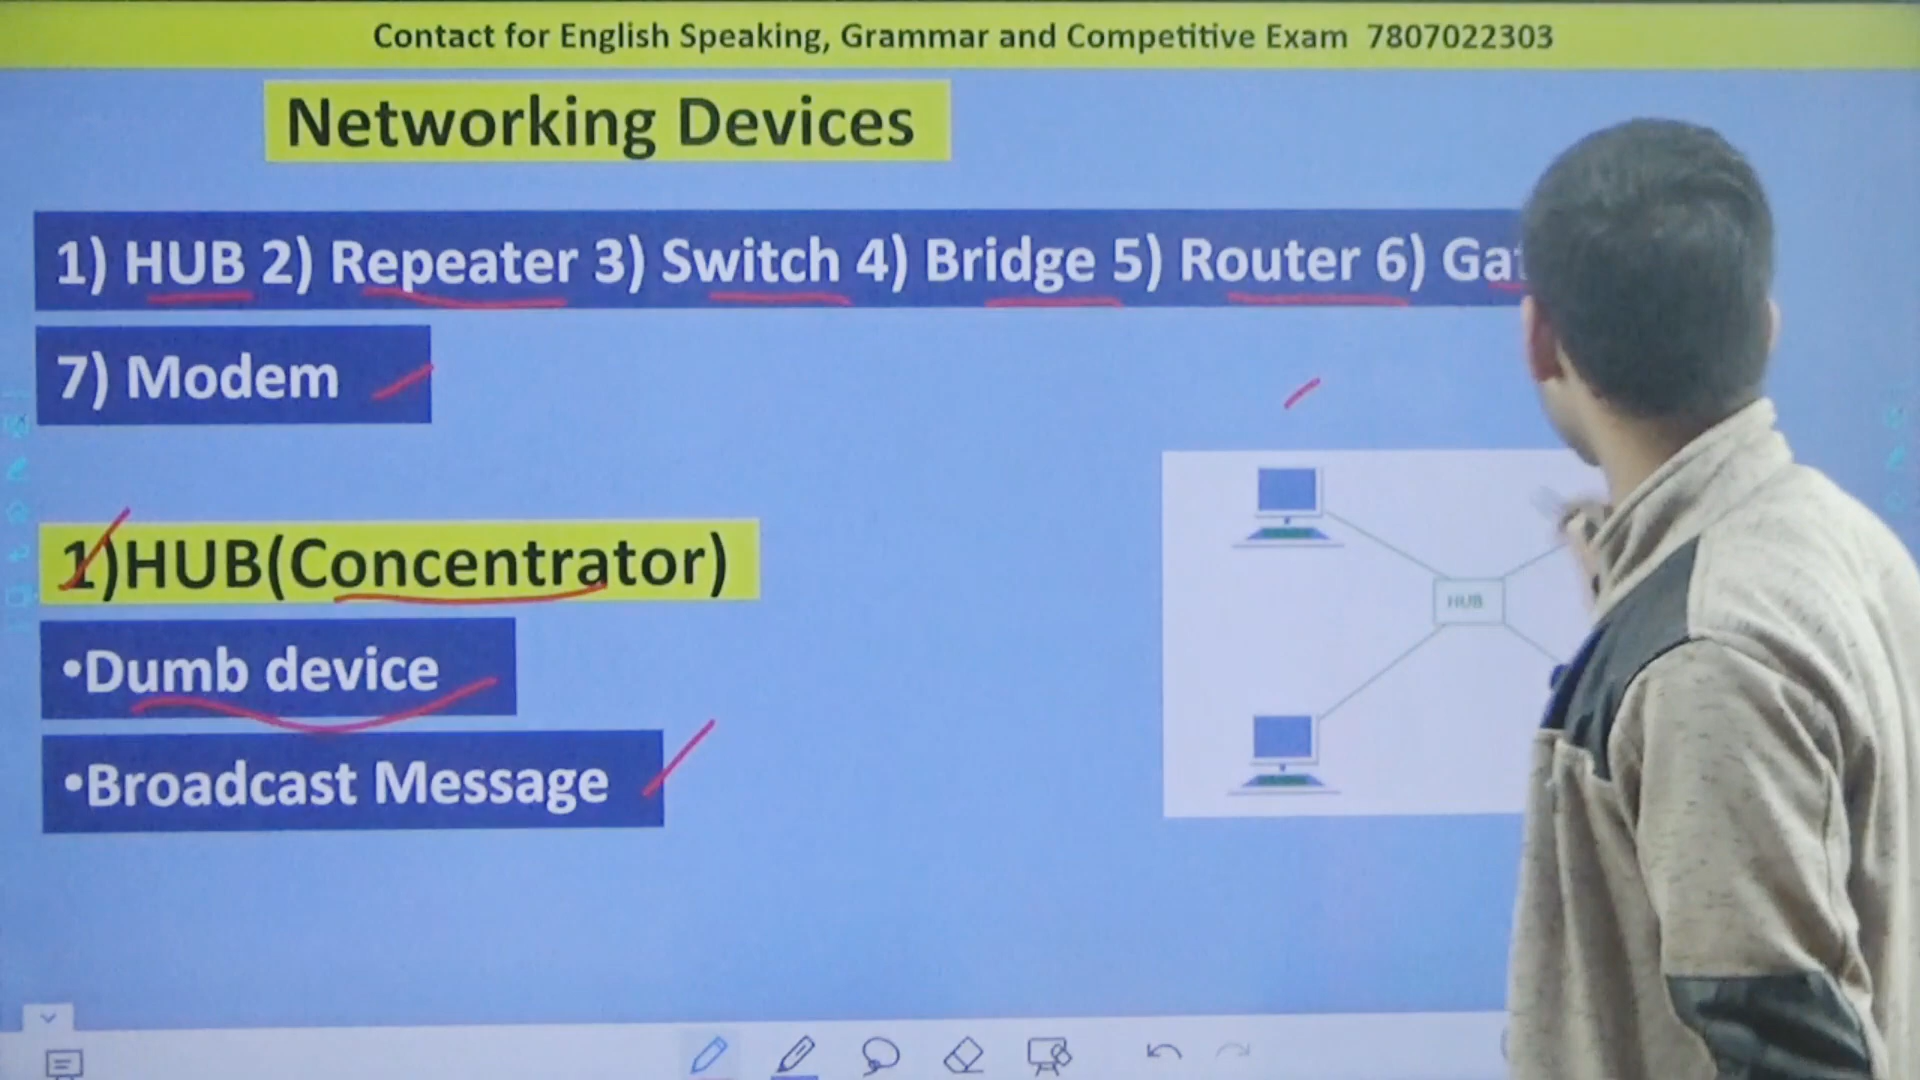 Contact for English Speaking, Grammar and Competitive Exam 7807022303
Networking Devices
1) HUB 2) Repeater 3) Switch 4) Bridge 5) Router 6)
7) Modem
1)HUB(Concentrator)
•Dumb device
•Broadcast Message
HUB